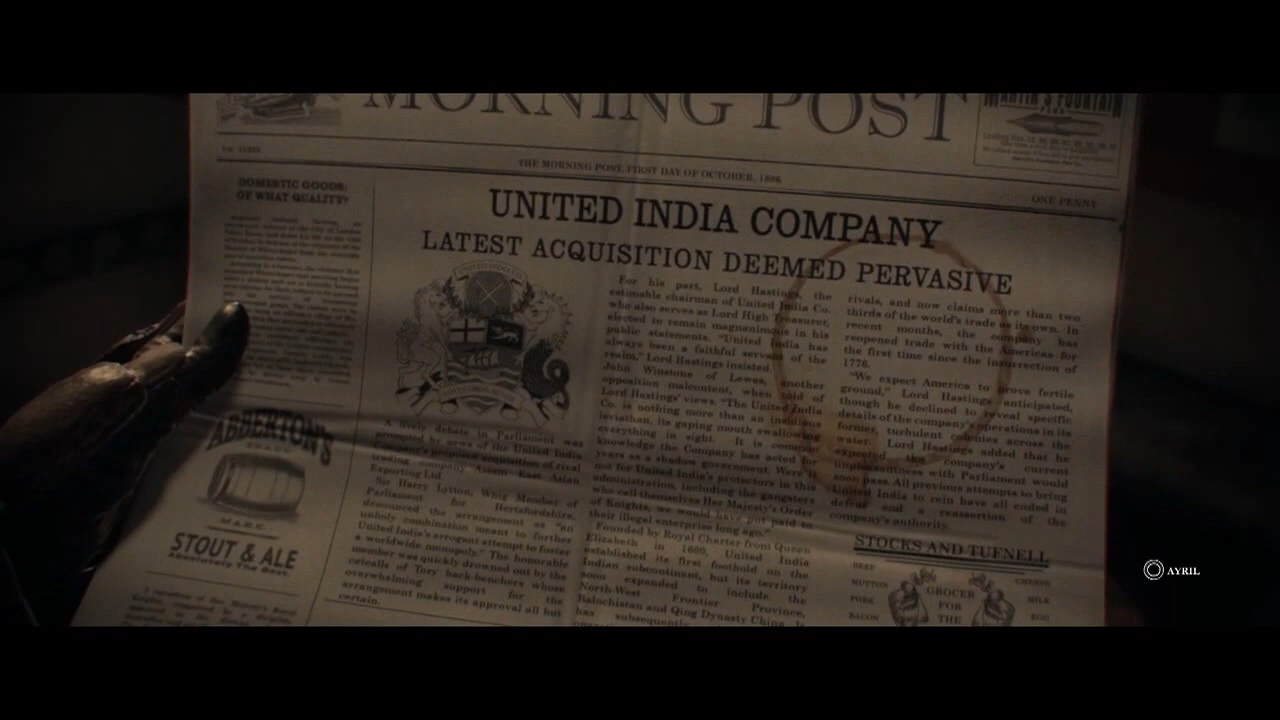 MORNING POST
MARTIN'S FOUNTAIN
THE MORNING POST, FIRST DAY OF OCTOBER, 1886
ONE PENNY
DOMESTIC GOODS:
OF WHAT QUALITY?
UNITED INDIA COMPANY
LATEST ACQUISITION DEEMED PERVASIVE
A lively debate in Parliament was
prompted by news of the United India
Company's proposed acquisition of rival
trading company Assam East Asian
Exporting Ltd.
Sir Harry Lytton, Whig Member of
Parliament for Hertfordshire,
denounced the arrangement as "an
unholy combination meant to further
United India's arrogant attempt to foster
a worldwide monopoly." The honorable
member was quickly drowned out by the
catcalls of Tory back-benchers whose
overwhelming support for the
arrangement makes its approval all but
certain.
For his part, Lord Hastings, the
estimable chairman of United India Co.
who also serves as Lord High Treasurer,
elected to remain magnanimous in his
public statements. "United India has
always been a faithful servant of the
realm," Lord Hastings insisted.
John Winstone of Lewes, another
opposition malcontent, when told of
Lord Hastings' views. "The United India
Co. is nothing more than an insidious
leviathan, its gaping mouth swallowing
everything in sight. It is common
knowledge the Company has acted for
years as a shadow government. Were it
not for United India's protectors in this
administration, including the gangsters
who call themselves Her Majesty's Order
of Knights, we would have put paid to
their illegal enterprise long ago."
Founded by Royal Charter from Queen
Elizabeth in 1600, United India
established its first foothold on the
Indian subcontinent, but its territory
soon expanded to include the
North-West Frontier Province,
Balochistan and Qing Dynasty China. It
has subsequently
rivals, and now claims more than two
thirds of the world's trade as its own. In
recent months, the company has
reopened trade with the Americas for
the first time since the insurrection of
1776.
"We expect America to prove fertile
ground," Lord Hastings anticipated,
though he declined to reveal specific
details of the company's operations in its
former, turbulent colonies across the
water. Lord Hastings added that he
expected the company's current
unpleasantness with Parliament would
soon pass. All previous attempts to bring
United India to rein have all ended in
defeat and a reassertion of the
company's authority.
ABBERTON'S
STOUT & ALE
Absolutely The Best.
STOCKS AND TUFNELL
BEEF
MUTTON
PORK
BACON
GROCER
FOR
THE
CHEESE
MILK
EGG
AYRIL